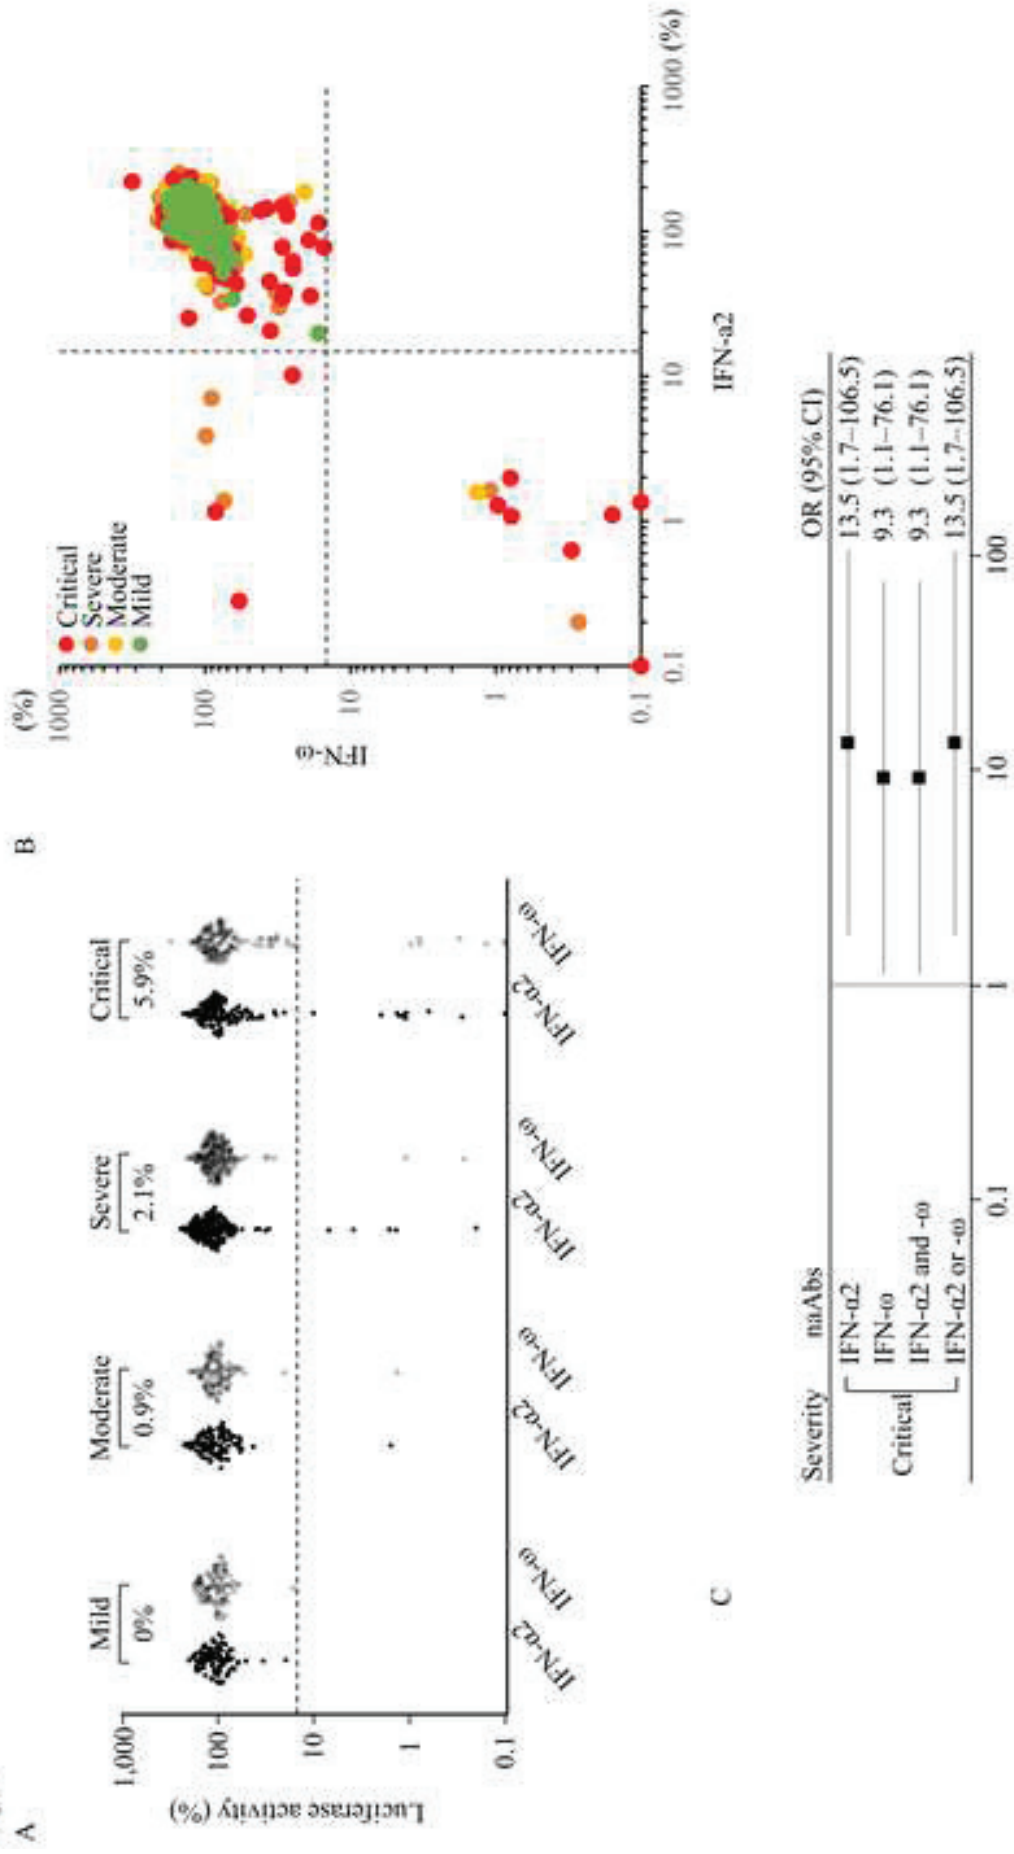 A
Mild
Moderate
Severe
Critical
0%
0.9%
2.1%
5.9%
1,000
100
10
1
0.1
Luciferase activity (%)
IFN-α2
IFN-ω
IFN-α2
IFN-ω
IFN-α2
IFN-ω
IFN-α2
IFN-ω
B
(%)
1000
100
10
1
0.1
IFN-ω
Critical
Severe
Moderate
Mild
0.1
1
10
100
1000 (%)
IFN-a2
C
Severity naAbs OR (95% CI)
IFN-α2 13.5 (1.7–106.5)
IFN-ω 9.3 (1.1–76.1)
Critical
IFN-α2 and -ω 9.3 (1.1–76.1)
IFN-α2 or -ω 13.5 (1.7–106.5)
0.1
1
10
100